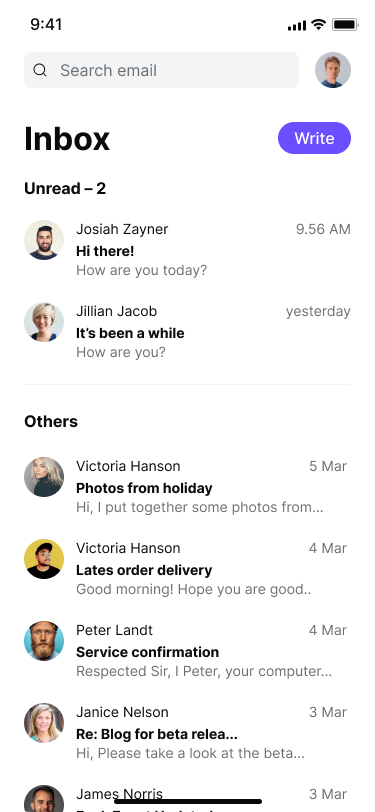 9:41
Search email
Inbox
Write
Unread – 2
Josiah Zayner
9.56 AM
Hi there!
How are you today?
Jillian Jacob
yesterday
It’s been a while
How are you?
Others
Victoria Hanson
5 Mar
Photos from holiday
Hi, I put together some photos from...
Victoria Hanson
4 Mar
Lates order delivery
Good morning! Hope you are good..
Peter Landt
4 Mar
Service confirmation
Respected Sir, I Peter, your computer...
Janice Nelson
3 Mar
Re: Blog for beta relea...
Hi, Please take a look at the beta...
James Norris
3 Mar